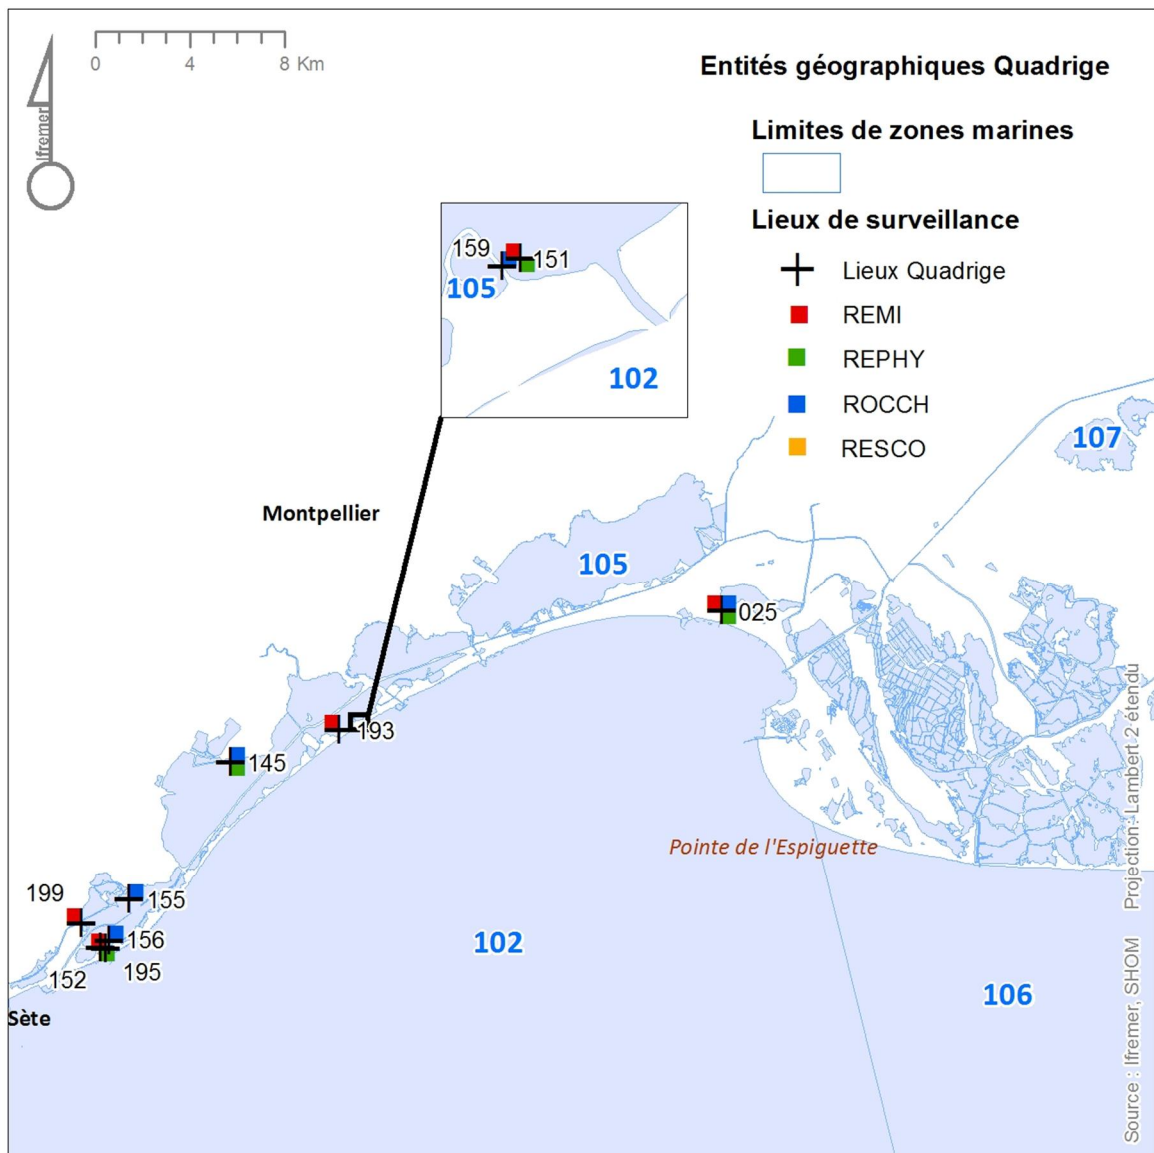 0 4 8 Km
Ifremer
Entités géographiques Quadrige
Limites de zones marines
Lieux de surveillance
Lieux Quadrige
REMI
REPHY
ROCCH
RESCO
159
151
105
102
107
Montpellier
105
025
193
145
Pointe de l'Espiguette
199
155
156
152
195
102
106
Sète
Source : Ifremer, SHOM Projection: Lambert 2 étendu